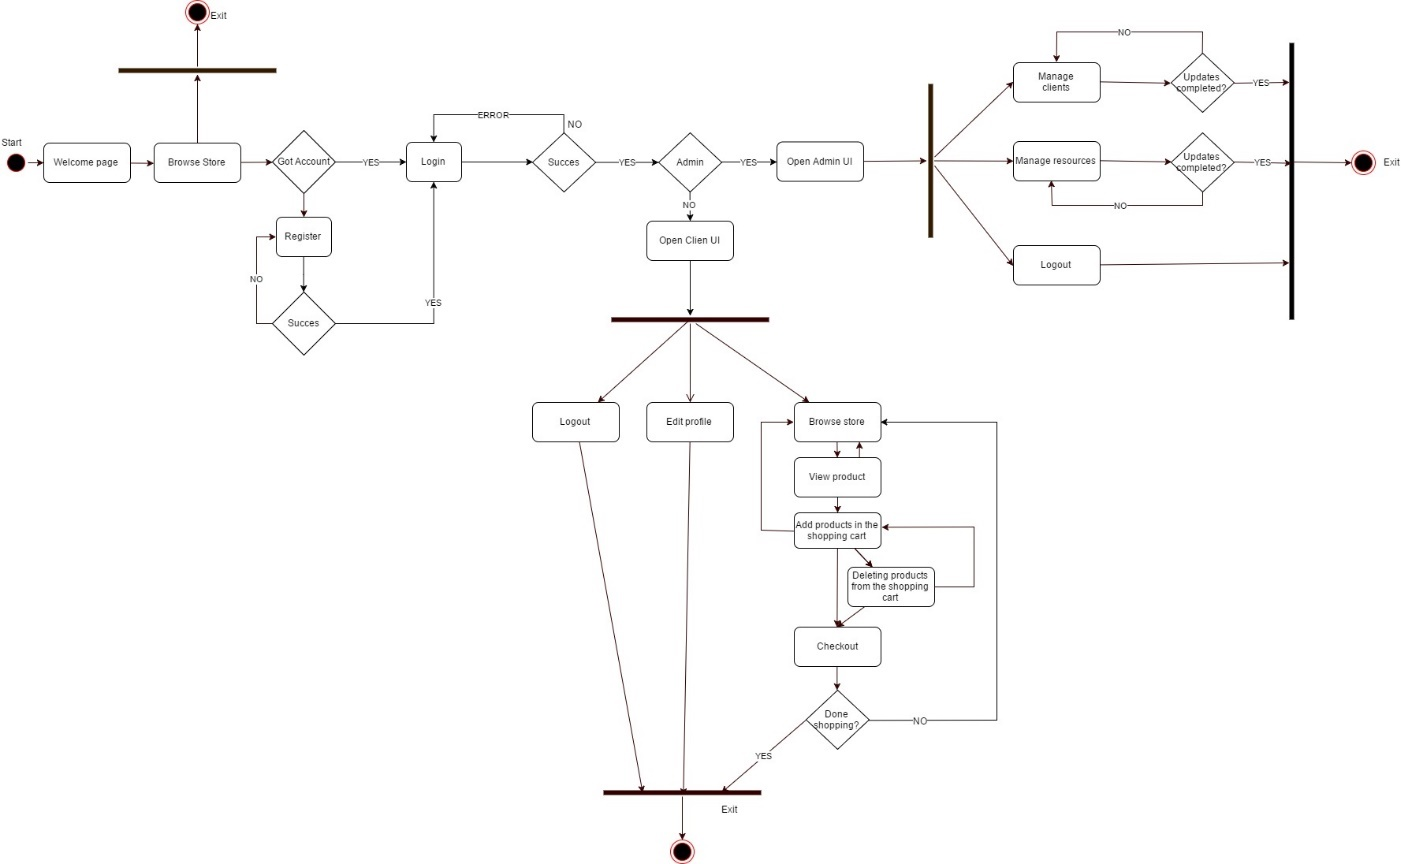 Exit
Start
Welcome page
Browse Store
Got Account
YES
Login
ERROR
NO
Succes
YES
Admin
YES
Open Admin UI
NO
Manage
clients
Updates
completed?
YES
Manage resources
Updates
completed?
YES
NO
Logout
Exit
Register
NO
Succes
YES
NO
Open Clien UI
Logout
Edit profile
Browse store
View product
Add products in the
shopping cart
Deleting products
from the shopping
cart
Checkout
Done
shopping?
NO
YES
Exit